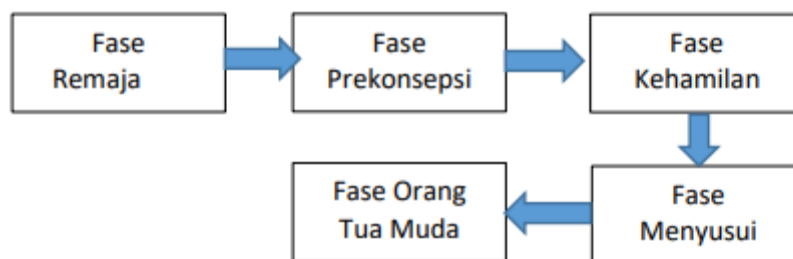 Fase
Remaja
Fase
Prekonsepsi
Fase
Kehamilan
Fase
Menyusui
Fase Orang
Tua Muda